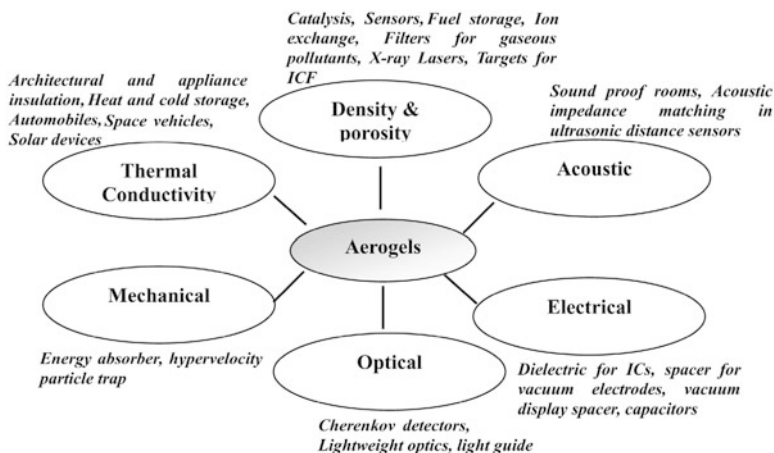 Catalysis, Sensors, Fuel storage, Ion
exchange, Filters for gaseous
pollutants, X-ray Lasers, Targets for
ICF
Density &
porosity
Architectural and appliance
insulation, Heat and cold storage,
Automobiles, Space vehicles,
Solar devices
Thermal
Conductivity
Sound proof rooms, Acoustic
impedance matching in
ultrasonic distance sensors
Acoustic
Aerogels
Mechanical
Energy absorber, hypervelocity
particle trap
Optical
Cherenkov detectors,
Lightweight optics, light guide
Electrical
Dielectric for ICs, spacer for
vacuum electrodes, vacuum
display spacer, capacitors